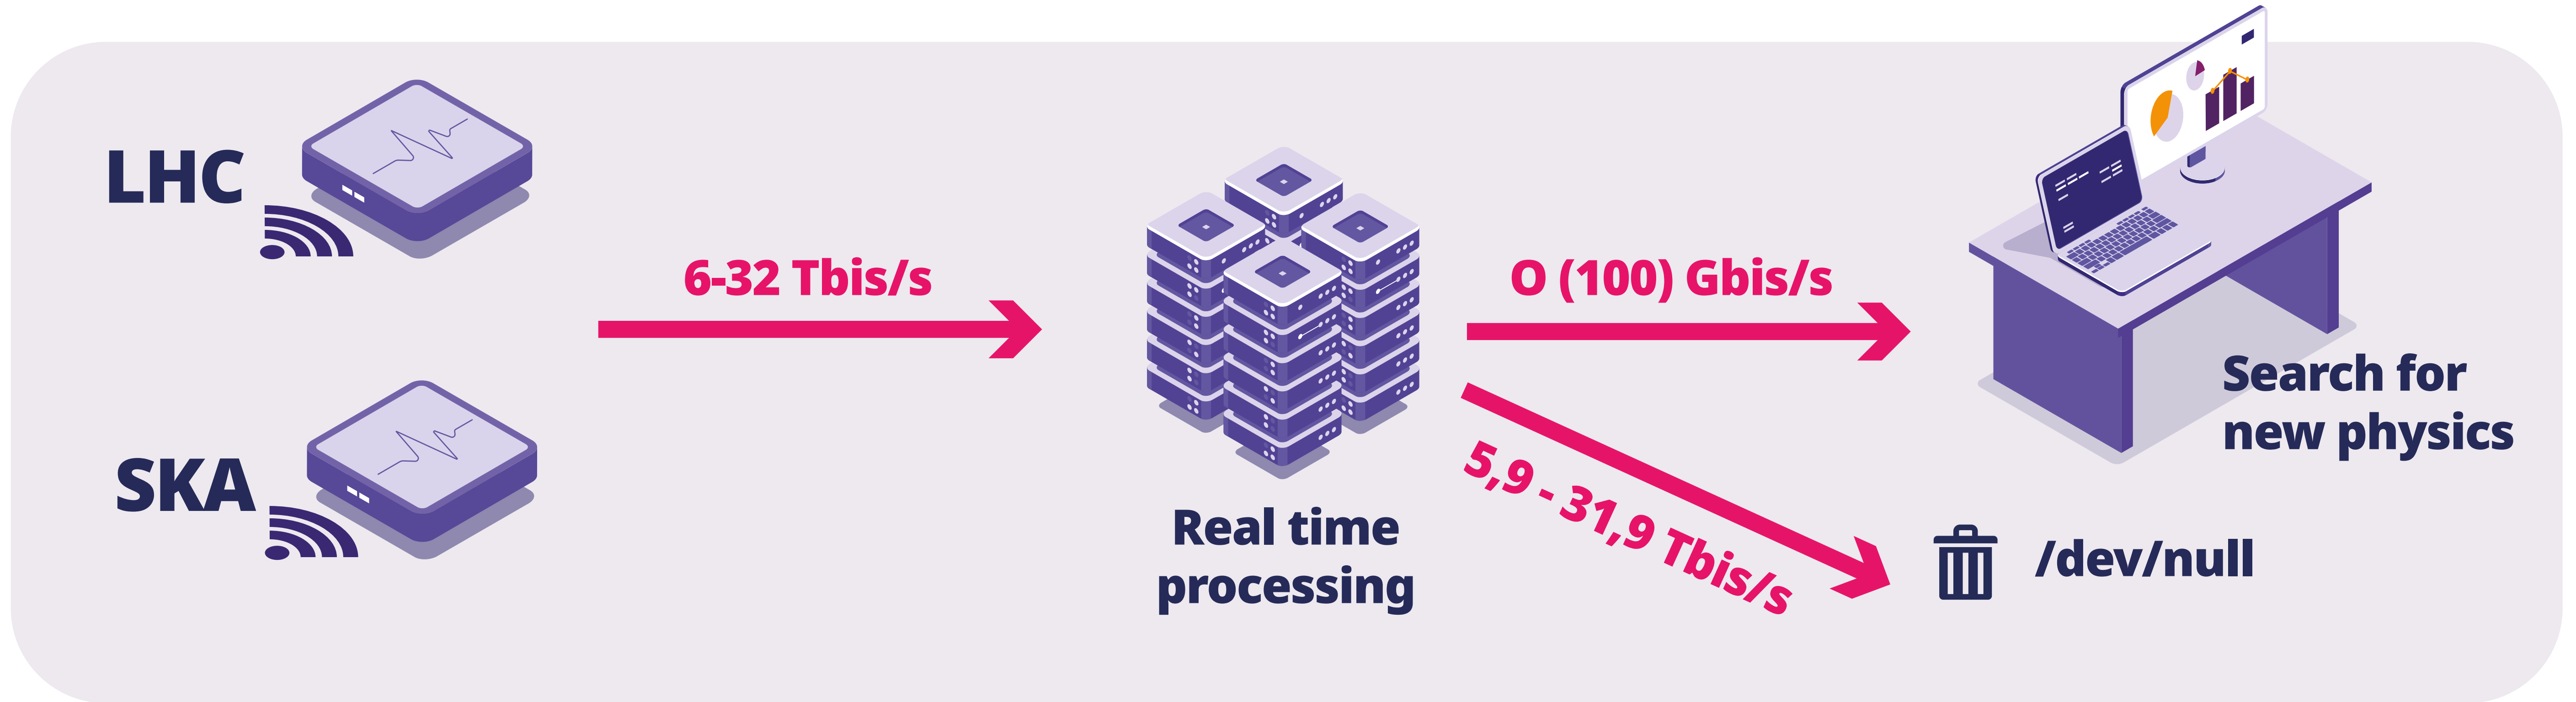 LHC
SKA
6-32 Tbis/s
Real time
processing
O (100) Gbis/s
5,9 - 31,9 Tbis/s
Search for
new physics
/dev/null